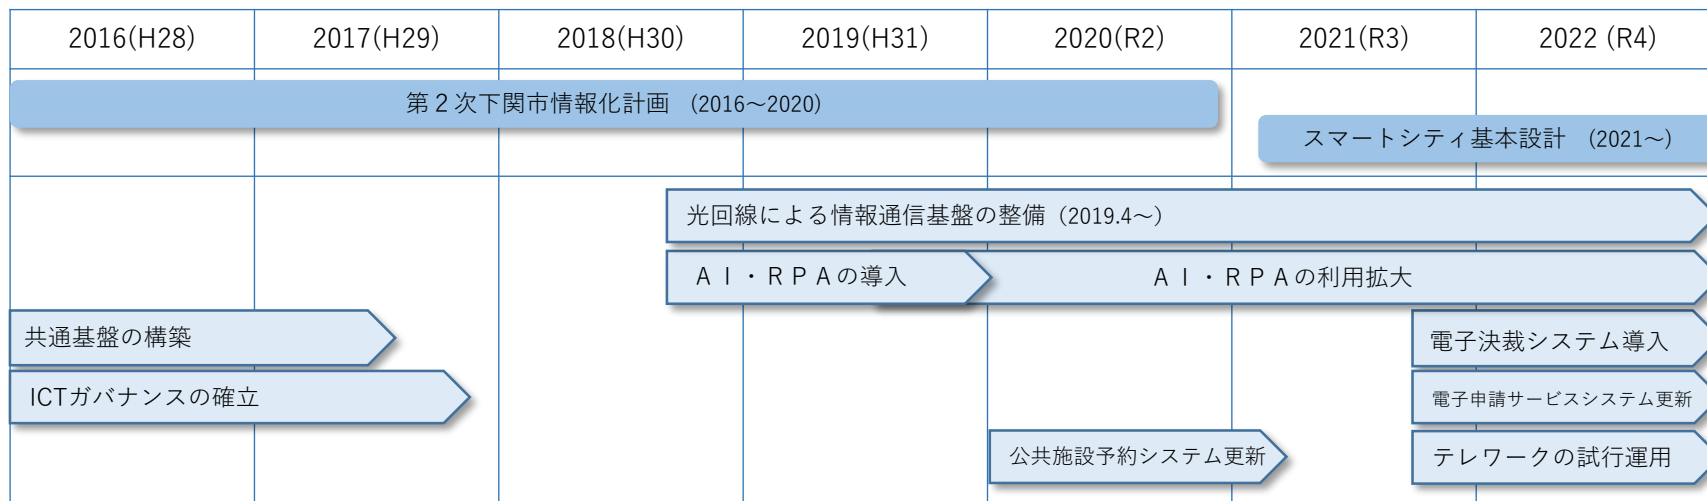 2016(H28) 2017(H29) 2018(H30) 2019(H31) 2020(R2) 2021(R3) 2022 (R4)
第２次下関市情報化計画 (2016～2020)
スマートシティ基本設計 (2021～)
光回線による情報通信基盤の整備 (2019.4～)
ＡＩ・ＲＰＡの導入 ＡＩ・ＲＰＡの利用拡大
共通基盤の構築 電子決裁システム導入
ICTガバナンスの確立 電子申請サービスシステム更新
公共施設予約システム更新 テレワークの試行運用